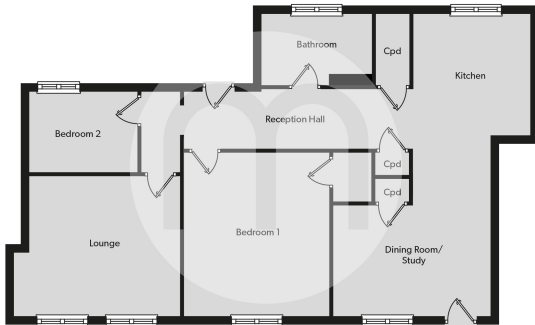 Bathroom
Cpd
Kitchen
Reception Hall
Bedroom 2
Cpd
Cpd
Lounge
Bedroom 1
Dining Room/
Study